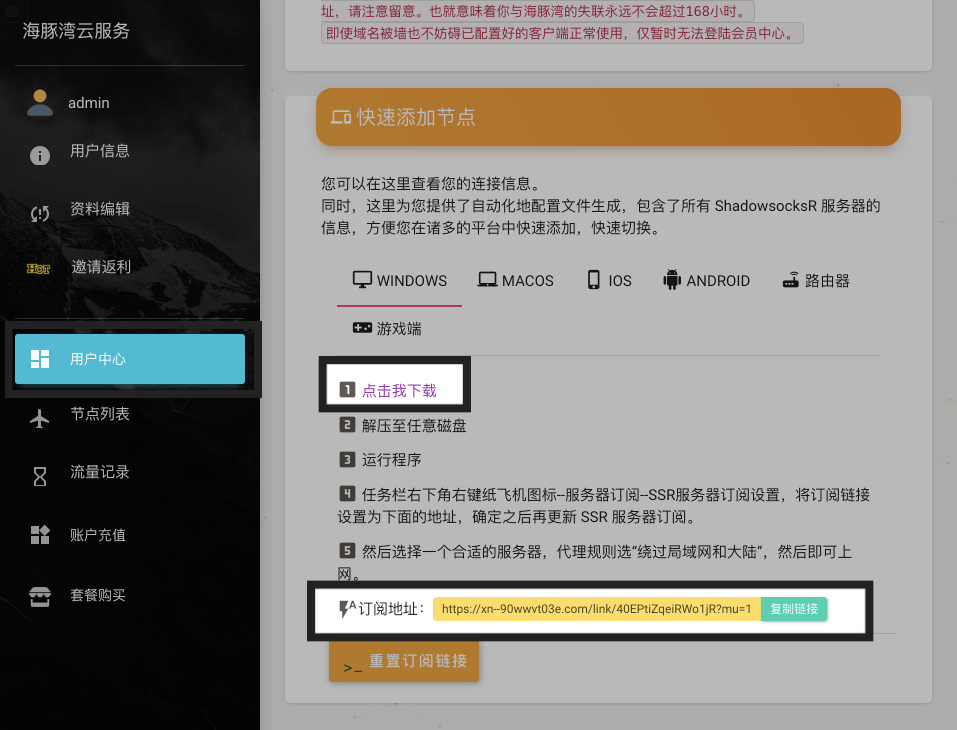 海豚湾云服务
admin
用户信息
资料编辑
HOT
邀请返利
用户中心
节点列表
流量记录
账户充值
套餐购买
址，请注意留意。也就意味着你与海豚湾的失联永远不会超过168小时。
即使域名被墙也不妨碍已配置好的客户端正常使用，仅暂时无法登陆会员中心。
快速添加节点
您可以在这里查看您的连接信息。
同时，这里为您提供了自动化地配置文件生成，包含了所有 ShadowsocksR 服务器的
信息，方便您在诸多的平台中快速添加，快速切换。
WINDOWS MACOS IOS ANDROID 路由器
游戏端
1 点击我下载
2 解压至任意磁盘
3 运行程序
4 任务栏右下角右键纸飞机图标--服务器订阅--SSR服务器订阅设置，将订阅链接
设置为下面的地址，确定之后再更新 SSR 服务器订阅。
5 然后选择一个合适的服务器，代理规则选“绕过局域网和大陆”，然后即可上
网。
订阅地址： https://xn--90wwvt03e.com/link/40EPtiZqeiRWo1jR?mu=1 复制链接
>_ 重置订阅链接